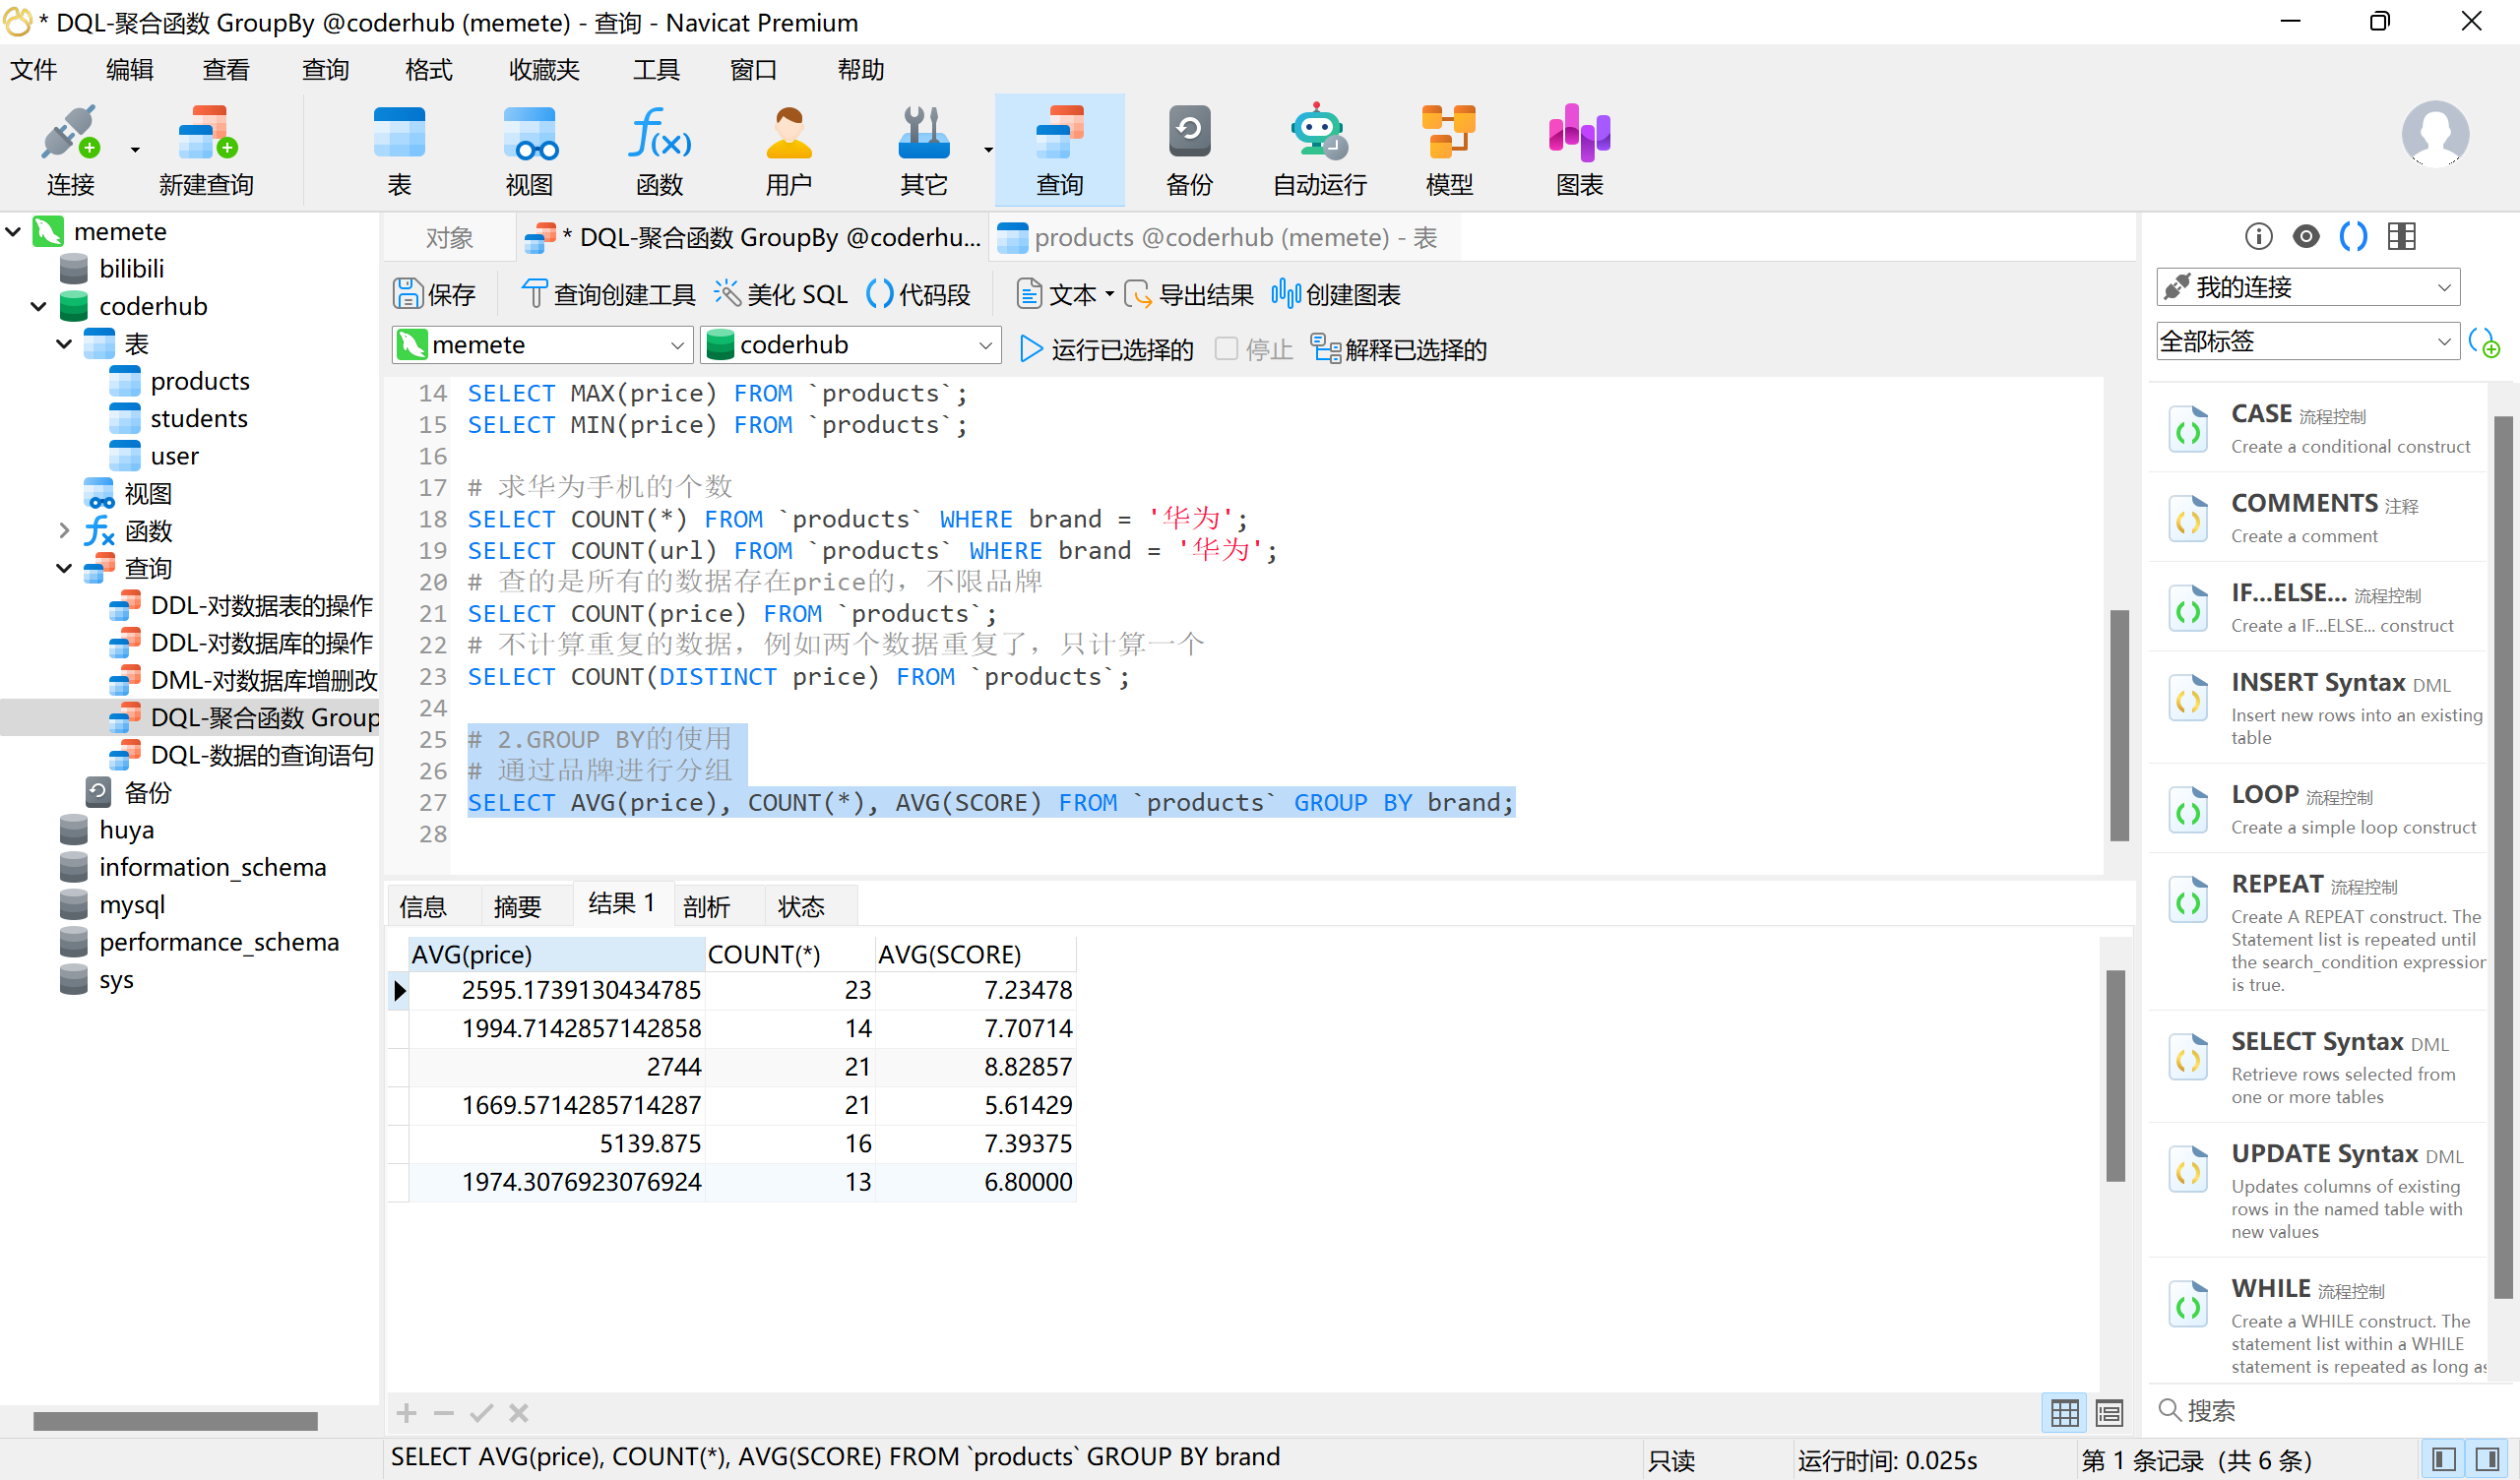 * DQL-聚合函数 GroupBy @coderhub (memete) - 查询 - Navicat Premium
文件 编辑 查看 查询 格式 收藏夹 工具 窗口 帮助
连接 新建查询 表 视图 函数 用户 其它 查询 备份 自动运行 模型 图表
memete
bilibili
coderhub
表
products
students
user
视图
函数
查询
DDL-对数据表的操作
DDL-对数据库的操作
DML-对数据库增删改
DQL-聚合函数 Group
DQL-数据的查询语句
备份
huya
information_schema
mysql
performance_schema
sys
对象 * DQL-聚合函数 GroupBy @coderhu... products @coderhub (memete) - 表
保存 查询创建工具 美化 SQL 代码段 文本 导出结果 创建图表
memete coderhub 运行已选择的 停止 解释已选择的
14 SELECT MAX(price) FROM `products`;
15 SELECT MIN(price) FROM `products`;
16
17 # 求华为手机的个数
18 SELECT COUNT(*) FROM `products` WHERE brand = '华为';
19 SELECT COUNT(url) FROM `products` WHERE brand = '华为';
20 # 查的是所有的数据存在price的，不限品牌
21 SELECT COUNT(price) FROM `products`;
22 # 不计算重复的数据，例如两个数据重复了，只计算一个
23 SELECT COUNT(DISTINCT price) FROM `products`;
24
25 # 2.GROUP BY的使用
26 # 通过品牌进行分组
27 SELECT AVG(price), COUNT(*), AVG(SCORE) FROM `products` GROUP BY brand;
28
信息 摘要 结果 1 剖析 状态
AVG(price) COUNT(*) AVG(SCORE)
2595.1739130434785 23 7.23478
1994.7142857142858 14 7.70714
2744 21 8.82857
1669.5714285714287 21 5.61429
5139.875 16 7.39375
1974.3076923076924 13 6.80000
我的连接
全部标签
CASE 流程控制
Create a conditional construct
COMMENTS 注释
Create a comment
IF...ELSE... 流程控制
Create a IF...ELSE... construct
INSERT Syntax DML
Insert new rows into an existing
table
LOOP 流程控制
Create a simple loop construct
REPEAT 流程控制
Create A REPEAT construct. The
Statement list is repeated until
the search_condition expression
is true.
SELECT Syntax DML
Retrieve rows selected from
one or more tables
UPDATE Syntax DML
Updates columns of existing
rows in the named table with
new values
WHILE 流程控制
Create a WHILE construct. The
statement list within a WHILE
statement is repeated as long as
搜索
SELECT AVG(price), COUNT(*), AVG(SCORE) FROM `products` GROUP BY brand 只读 运行时间: 0.025s 第 1 条记录 (共 6 条)